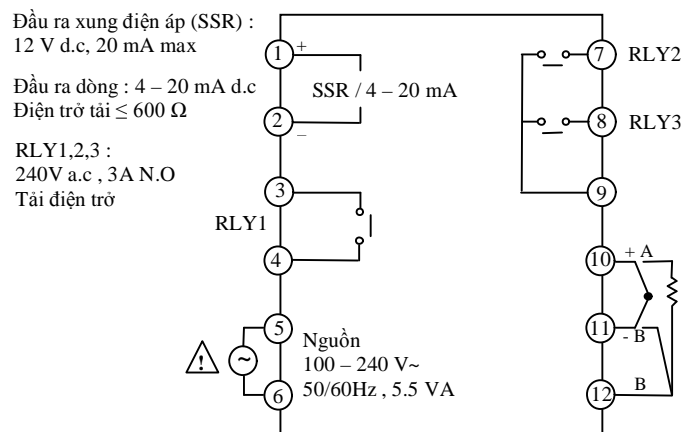 Đầu ra xung điện áp (SSR) :
12 V d.c, 20 mA max
Đầu ra dòng : 4 – 20 mA d.c
Điện trở tải ≤ 600 Ω
RLY1,2,3 :
240V a.c , 3A N.O
Tải điện trở
1 +
SSR / 4 – 20 mA
2
–
3
RLY1
4
5
Nguồn
100 – 240 V~
50/60Hz , 5.5 VA
!
~
6
7 RLY2
8 RLY3
9
10 + A
11
- B
12 B